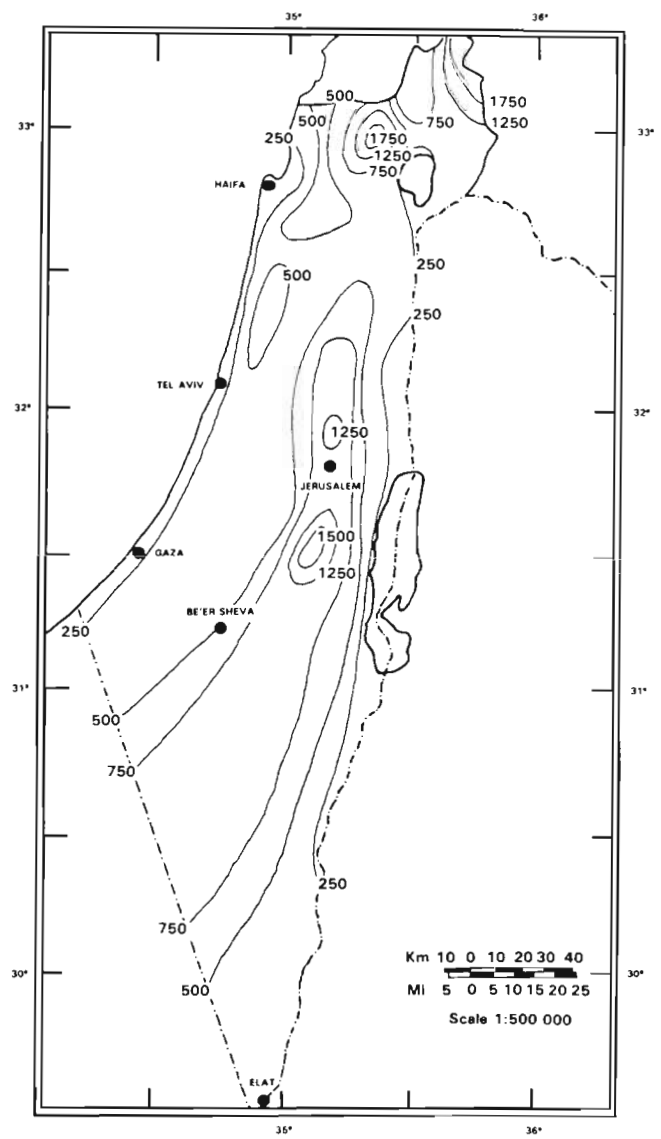 35° 36°
500
1750
33° 500 750 1250 33°
250 1750
1250
750
HAIFA
250
500
250
TEL AVIV
32° 32°
1250
JERUSALEM
1500
GAZA
1250
BE'ER SHEVA
250
31° 31°
500
750
250
750
Km 10 0 10 20 30 40
30° 30°
500 Mi 5 0 5 10 15 20 25
Scale 1:500 000
ELAT
35° 36°